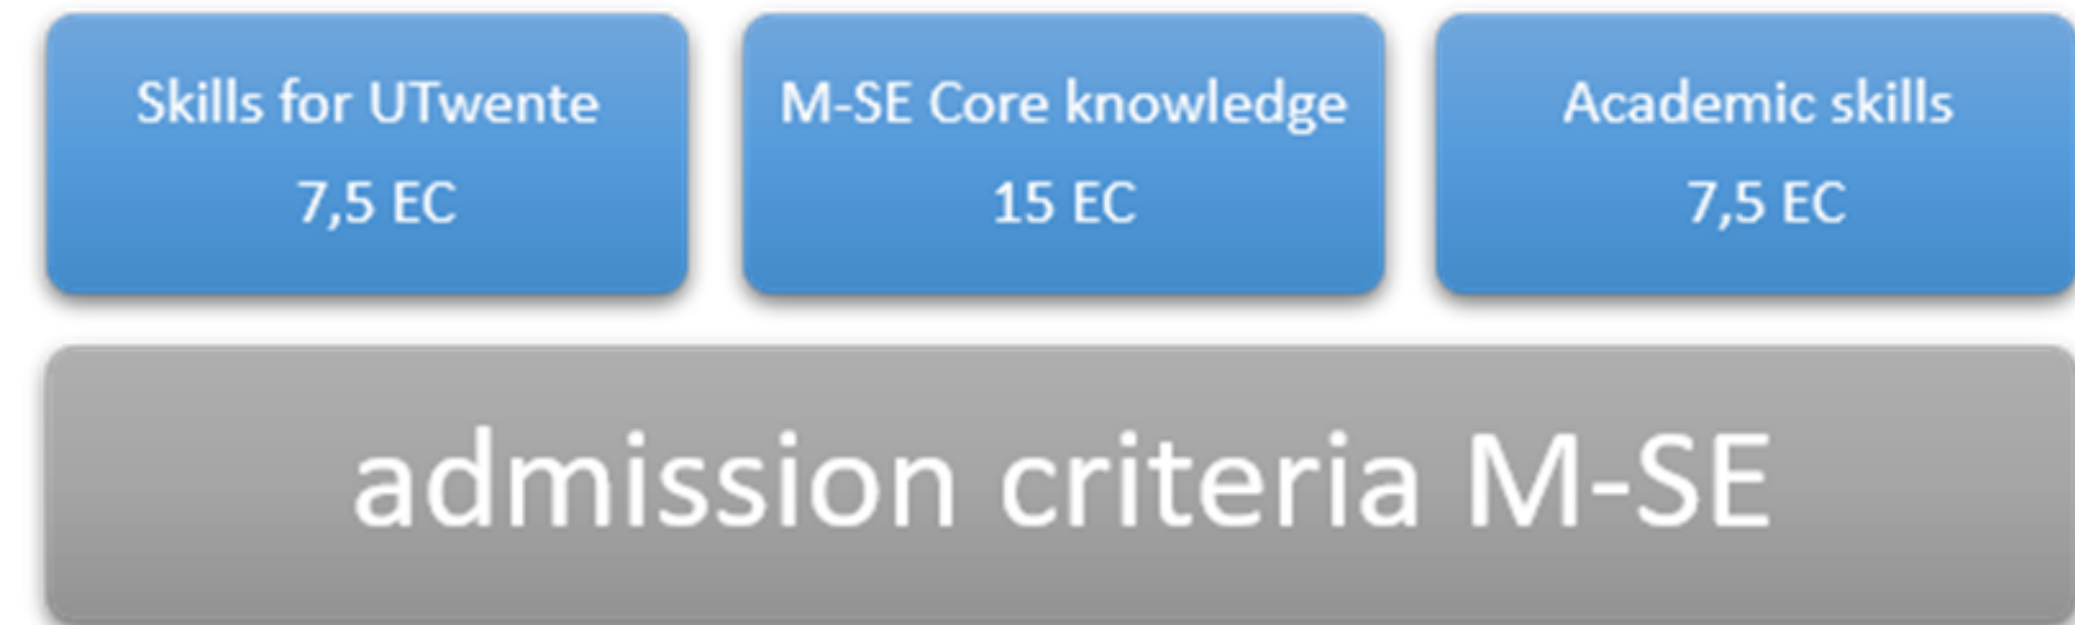 Skills for UTwente
7,5 EC
M-SE Core knowledge
15 EC
Academic skills
7,5 EC
admission criteria M-SE